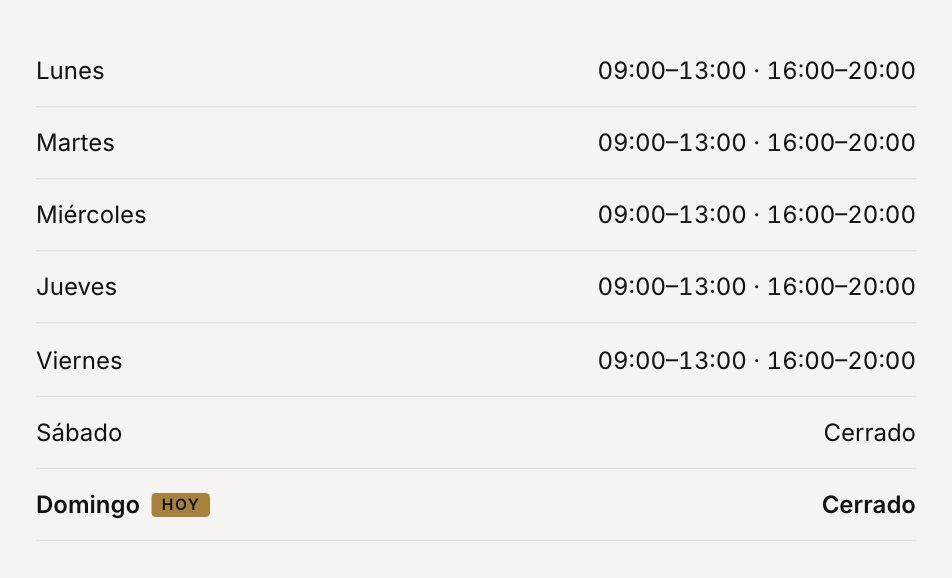 Lunes 09:00–13:00 · 16:00–20:00
Martes 09:00–13:00 · 16:00–20:00
Miércoles 09:00–13:00 · 16:00–20:00
Jueves 09:00–13:00 · 16:00–20:00
Viernes 09:00–13:00 · 16:00–20:00
Sábado Cerrado
Domingo HOY Cerrado